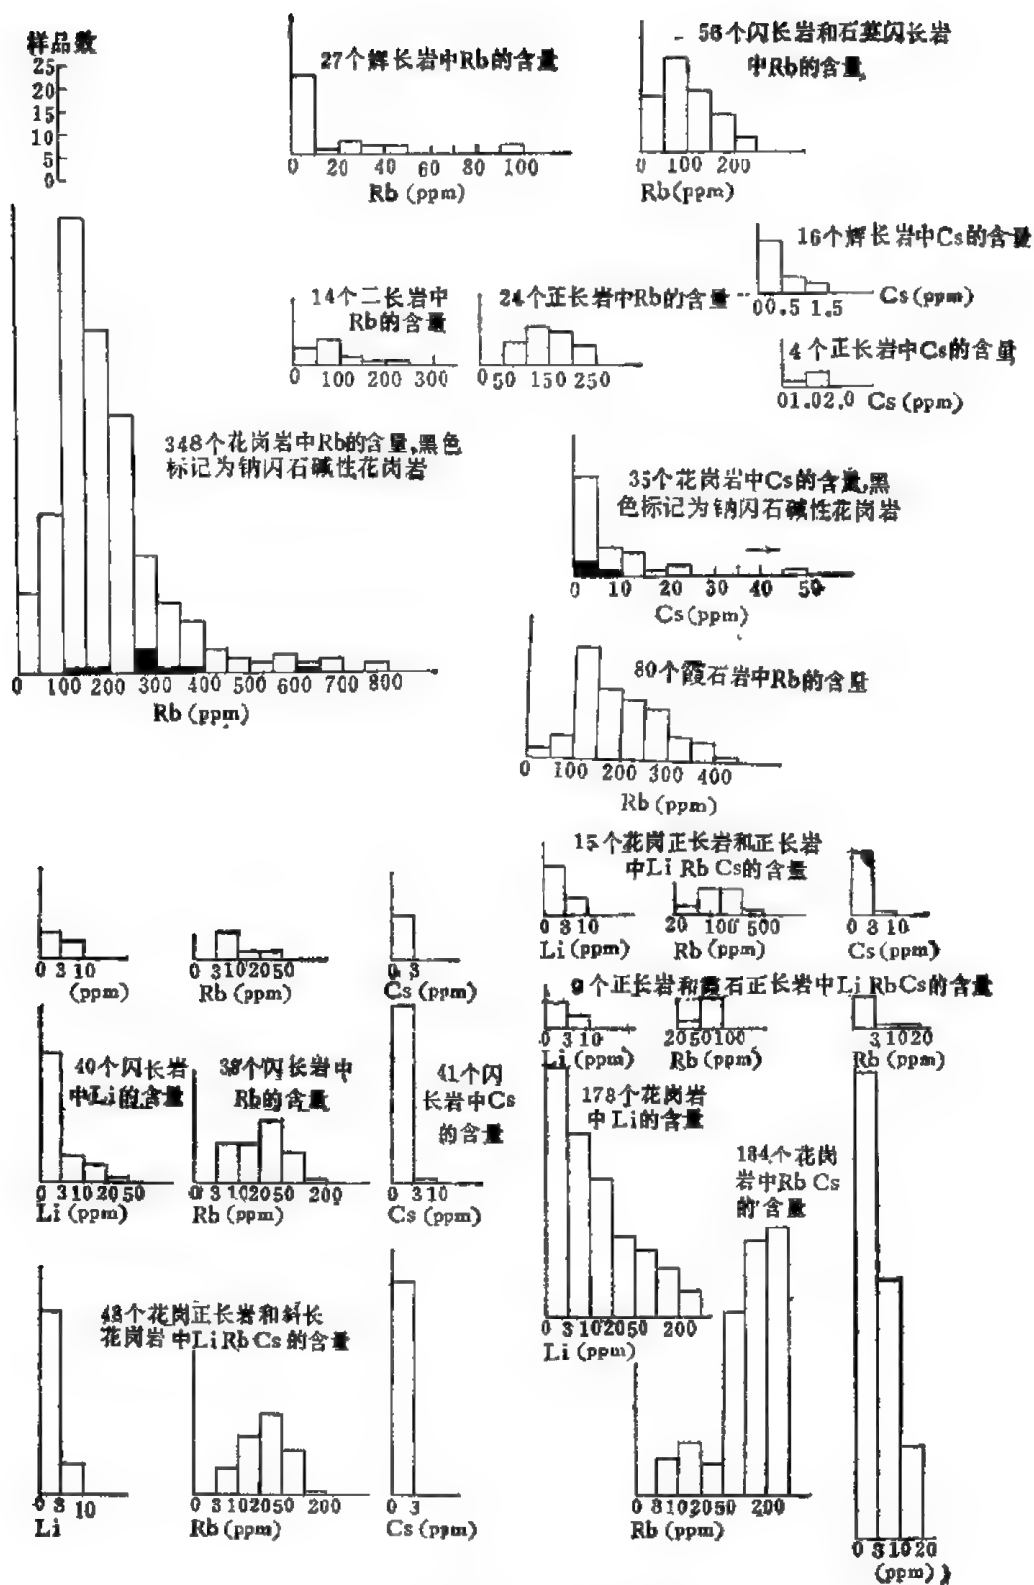 样品数
25
20
15
10
5
0
27个辉长岩中Rb的含量
0 20 40 60 80 100
Rb (ppm)
56个闪长岩和石英闪长岩
中Rb的含量
0 100 200
Rb(ppm)
16个辉长岩中Cs的含量
00.5 1.5 Cs (ppm)
14个二长岩中
Rb的含量
0 100 200 300
24个正长岩中Rb的含量
0 50 150 250
4个正长岩中Cs的含量
01.02.0 Cs (ppm)
348个花岗岩中Rb的含量,黑色
标记为钠闪石碱性花岗岩
0 100 200 300 400 500 600 700 800
Rb (ppm)
35个花岗岩中Cs的含量,黑
色标记为钠闪石碱性花岗岩
0 10 20 30 40 50
Cs (ppm)
80个霞石岩中Rb的含量
0 100 200 300 400
Rb (ppm)
15个花岗正长岩和正长岩
中Li Rb Cs的含量
0 3 10
Li (ppm)
20 100 500
Rb (ppm)
0 3 10
Cs (ppm)
0 3 10
(ppm)
0 3 10 20 50
Rb (ppm)
0 3
Cs (ppm)
9个正长岩和霞石正长岩中Li RbCs的含量
0 3 10
Li (ppm)
20 50 100
Rb (ppm)
3 10 20
Rb (ppm)
40个闪长岩
中Li的含量
0 3 10 20 50
Li (ppm)
38个闪长岩中
Rb的含量
0 3 10 20 50 200
Rb (ppm)
41个闪
长岩中Cs
的含量
0 3 10
Cs (ppm)
178个花岗岩
中Li的含量
0 3 10 20 50 200
Li (ppm)
184个花岗
岩中Rb Cs
的含量
0 3 10 20 50 200
Rb (ppm)
0 3 10 20
(ppm)
48个花岗正长岩和斜长
花岗岩中Li Rb Cs的含量
0 3 10
Li
0 3 10 20 50 200
Rb (ppm)
0 3
Cs (ppm)